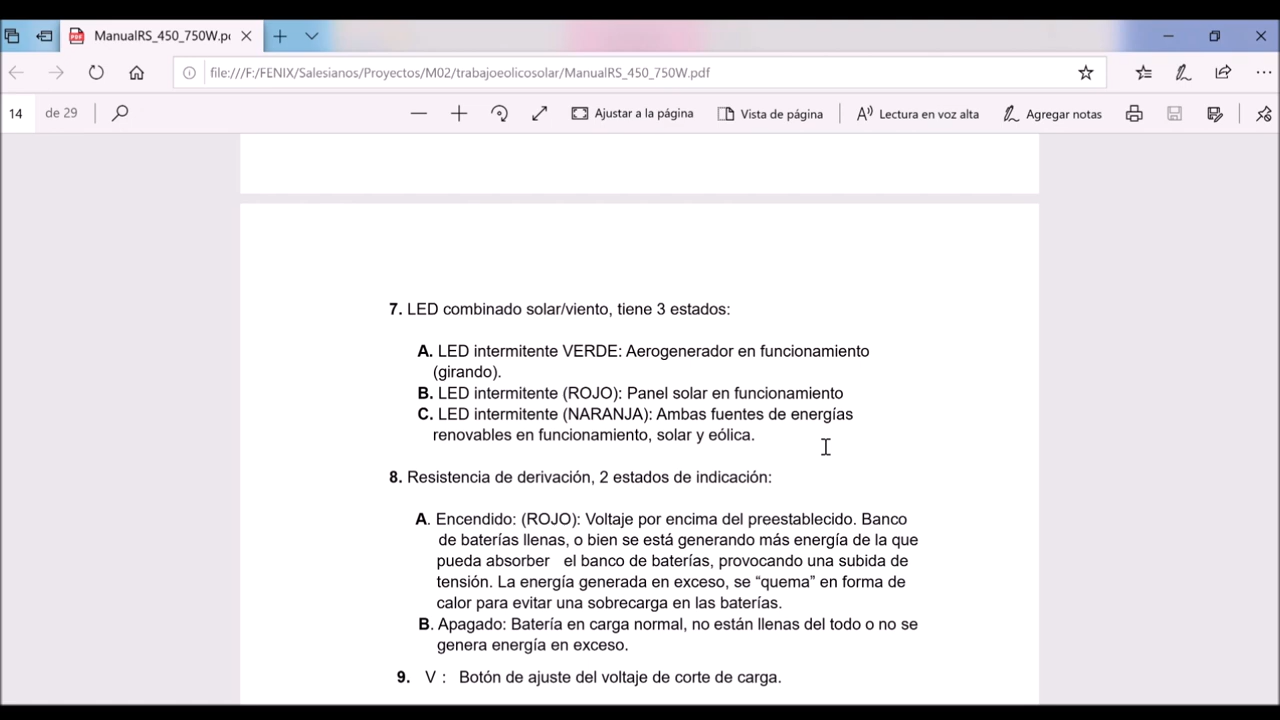 ManualRS_450_750W.p
file:///F:/FENIX/Salesianos/Proyectos/M02/trabajoeolicosolar/ManualRS_450_750W.pdf
14 de 29 Ajustar a la página Vista de página Lectura en voz alta Agregar notas
7. LED combinado solar/viento, tiene 3 estados:
A. LED intermitente VERDE: Aerogenerador en funcionamiento
(girando).
B. LED intermitente (ROJO): Panel solar en funcionamiento
C. LED intermitente (NARANJA): Ambas fuentes de energías
renovables en funcionamiento, solar y eólica.
8. Resistencia de derivación, 2 estados de indicación:
A. Encendido: (ROJO): Voltaje por encima del preestablecido. Banco
de baterías llenas, o bien se está generando más energía de la que
pueda absorber el banco de baterías, provocando una subida de
tensión. La energía generada en exceso, se “quema” en forma de
calor para evitar una sobrecarga en las baterías.
B. Apagado: Batería en carga normal, no están llenas del todo o no se
genera energía en exceso.
9. V : Botón de ajuste del voltaje de corte de carga.